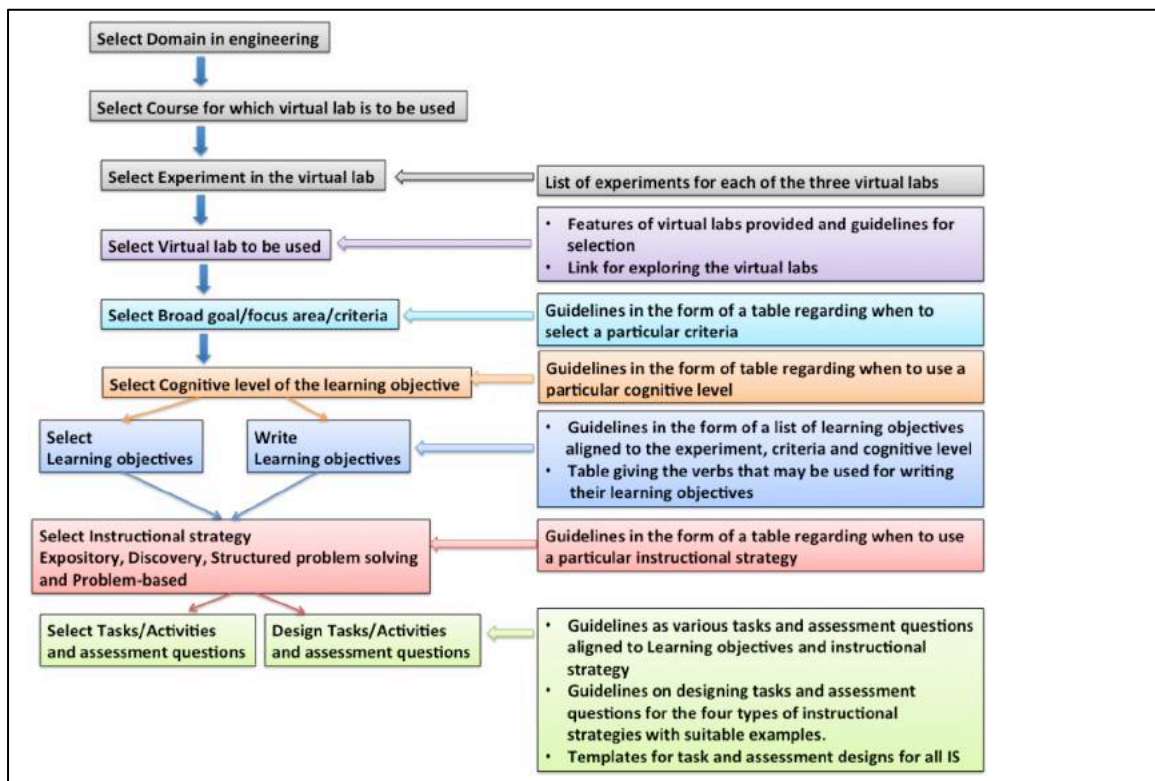 Select Domain in engineering
Select Course for which virtual lab is to be used
Select Experiment in the virtual lab
List of experiments for each of the three virtual labs
Select Virtual lab to be used
• Features of virtual labs provided and guidelines for
selection
• Link for exploring the virtual labs
Select Broad goal/focus area/criteria
Guidelines in the form of a table regarding when to
select a particular criteria
Select Cognitive level of the learning objective
Guidelines in the form of table regarding when to use a
particular cognitive level
Select
Learning objectives
Write
Learning objectives
• Guidelines in the form of a list of learning objectives
aligned to the experiment, criteria and cognitive level
• Table giving the verbs that may be used for writing
their learning objectives
Select Instructional strategy
Expository, Discovery, Structured problem solving
and Problem-based
Guidelines in the form of a table regarding when to use
a particular instructional strategy
Select Tasks/Activities
and assessment questions
Design Tasks/Activities
and assessment questions
• Guidelines as various tasks and assessment questions
aligned to Learning objectives and instructional
strategy
• Guidelines on designing tasks and assessment
questions for the four types of instructional
strategies with suitable examples.
• Templates for task and assessment designs for all IS